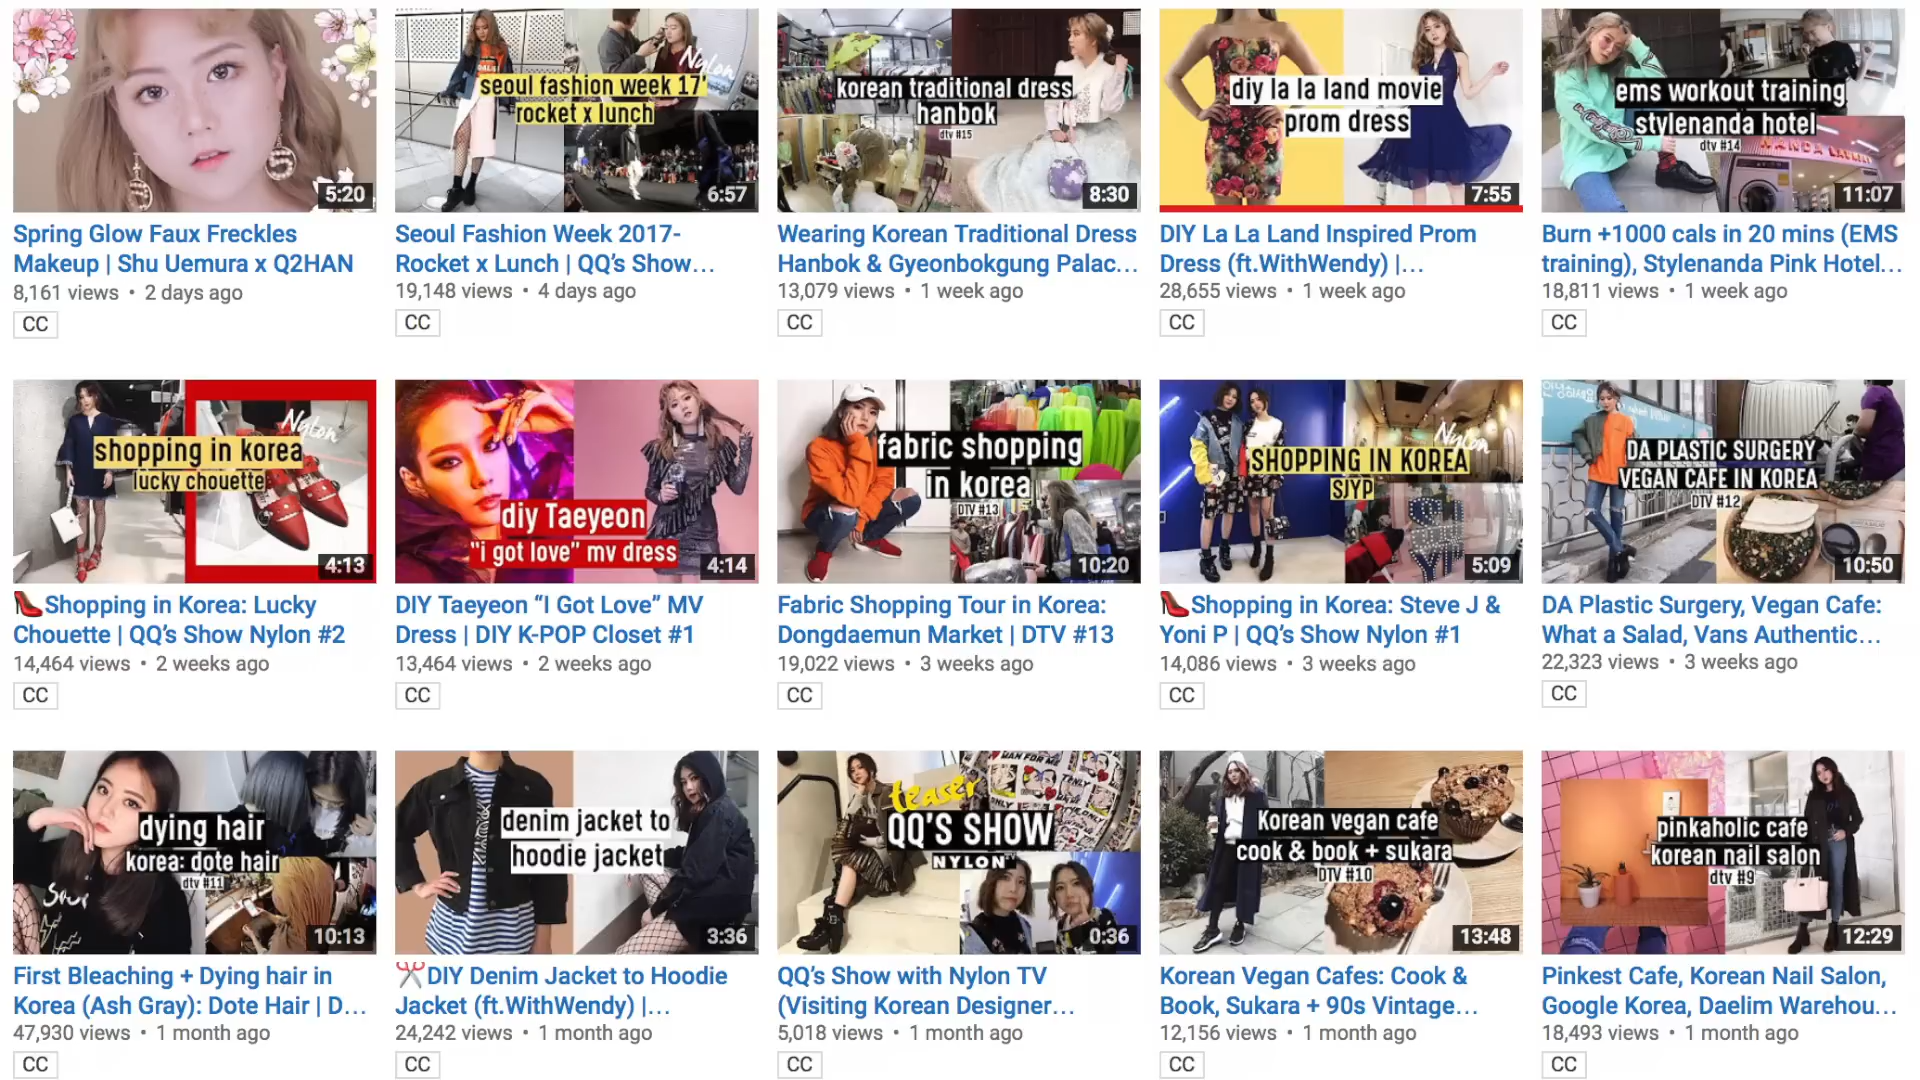 5:20
Spring Glow Faux Freckles
Makeup | Shu Uemura x Q2HAN
8,161 views • 2 days ago
CC
Nylon
seoul fashion week 17'
rocket x lunch
6:57
Seoul Fashion Week 2017-
Rocket x Lunch | QQ’s Show...
19,148 views • 4 days ago
CC
korean traditional dress
hanbok
dtv #15
8:30
Wearing Korean Traditional Dress
Hanbok & Gyeonbokgung Palac...
13,079 views • 1 week ago
CC
diy la la land movie
prom dress
7:55
DIY La La Land Inspired Prom
Dress (ft.WithWendy) |...
28,655 views • 1 week ago
CC
ems workout training
stylenanda hotel
dtv #14
11:07
Burn +1000 cals in 20 mins (EMS
training), Stylenanda Pink Hotel...
18,811 views • 1 week ago
CC
Nylon
shopping in korea
lucky chouette
4:13
👠Shopping in Korea: Lucky
Chouette | QQ’s Show Nylon #2
14,464 views • 2 weeks ago
CC
diy Taeyeon
"i got love" mv dress
4:14
DIY Taeyeon “I Got Love” MV
Dress | DIY K-POP Closet #1
13,464 views • 2 weeks ago
CC
fabric shopping
in korea
DTV #13
10:20
Fabric Shopping Tour in Korea:
Dongdaemun Market | DTV #13
19,022 views • 3 weeks ago
CC
Nylon
SHOPPING IN KOREA
SJYP
5:09
👠Shopping in Korea: Steve J &
Yoni P | QQ’s Show Nylon #1
14,086 views • 3 weeks ago
CC
DA PLASTIC SURGERY
VEGAN CAFE IN KOREA
DTV #12
10:50
DA Plastic Surgery, Vegan Cafe:
What a Salad, Vans Authentic...
22,323 views • 3 weeks ago
CC
dying hair
korea: dote hair
dtv #11
10:13
First Bleaching + Dying hair in
Korea (Ash Gray): Dote Hair | D...
47,930 views • 1 month ago
CC
denim jacket to
hoodie jacket
3:36
✂️DIY Denim Jacket to Hoodie
Jacket (ft.WithWendy) |...
24,242 views • 1 month ago
CC
teaser
QQ'S SHOW
NYLON TV
0:36
QQ’s Show with Nylon TV
(Visiting Korean Designer...
5,018 views • 1 month ago
CC
Korean vegan cafe
cook & book + sukara
DTV #10
13:48
Korean Vegan Cafes: Cook &
Book, Sukara + 90s Vintage...
12,156 views • 1 month ago
CC
pinkaholic cafe
korean nail salon
dtv #9
12:29
Pinkest Cafe, Korean Nail Salon,
Google Korea, Daelim Warehou...
18,493 views • 1 month ago
CC